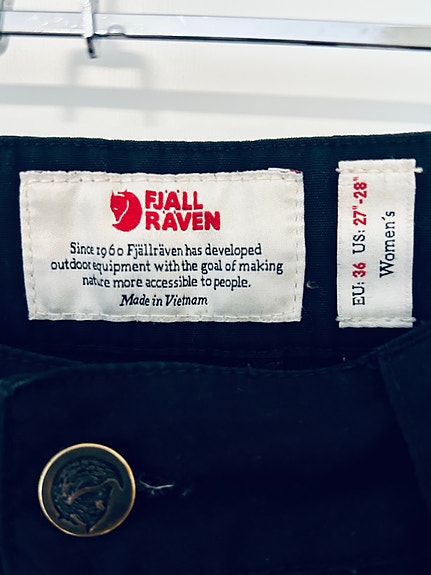 FJÄLL
RÄVEN
Since 1960 Fjällräven has developed
outdoor equipment with the goal of making
nature more accessible to people.
Made in Vietnam
EU: 36 US: 27"-28"
Women´s